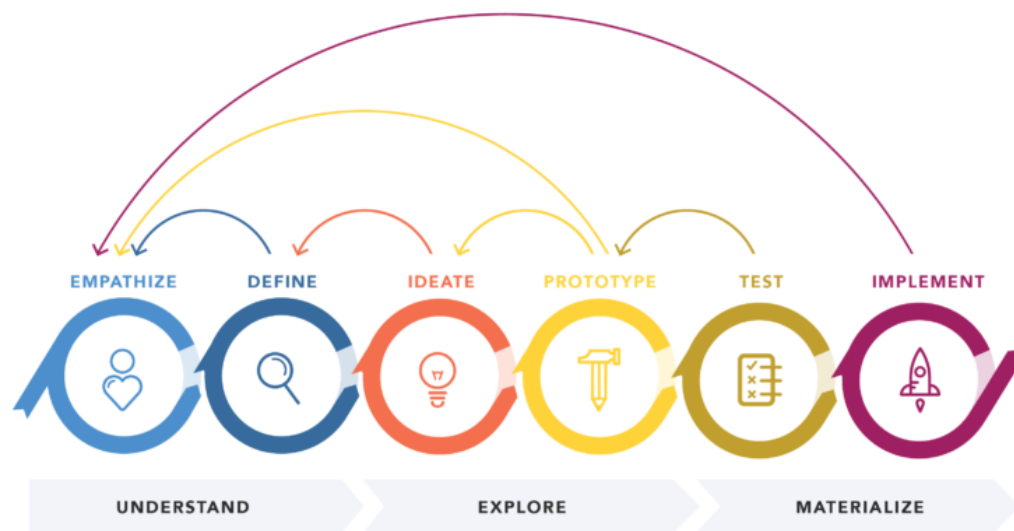 EMPATHIZE
DEFINE
IDEATE
PROTOTYPE
TEST
IMPLEMENT
UNDERSTAND
EXPLORE
MATERIALIZE